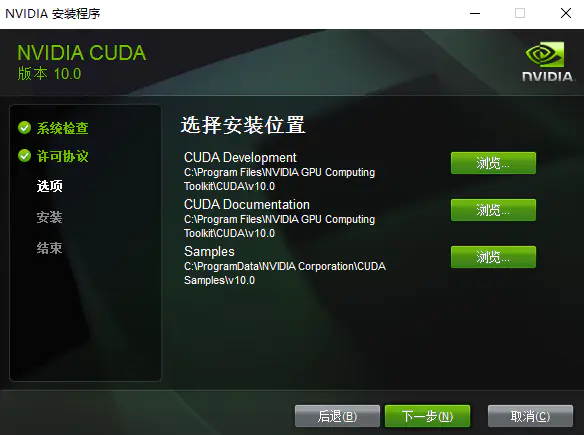 NVIDIA 安装程序
NVIDIA CUDA
版本 10.0
NVIDIA.
系统检查
许可协议
选项
安装
结束
选择安装位置
CUDA Development
C:\Program Files\NVIDIA GPU Computing
Toolkit\CUDA\v10.0
浏览...
CUDA Documentation
C:\Program Files\NVIDIA GPU Computing
Toolkit\CUDA\v10.0
浏览...
Samples
C:\ProgramData\NVIDIA Corporation\CUDA
Samples\v10.0
浏览...
后退(B) 下一步(N) 取消(C)